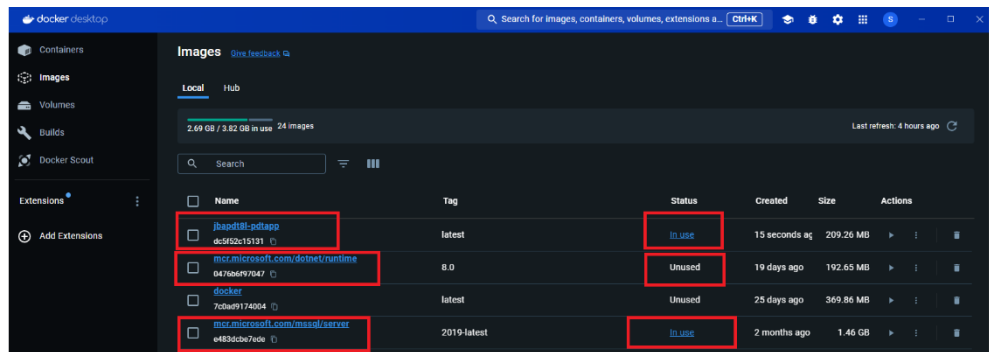 docker desktop
Search for images, containers, volumes, extensions a... Ctrl+K
S
Containers
Images
Volumes
Builds
Docker Scout
Extensions
Add Extensions
Images Give feedback
Local Hub
2.69 GB / 3.82 GB in use 24 images
Last refresh: 4 hours ago
Search
Name Tag Status Created Size Actions
jbapdt8l-pdtapp
dc5f52c15131
latest In use 15 seconds ag 209.26 MB
mcr.microsoft.com/dotnet/runtime
0476b6f97047
8.0 Unused 19 days ago 192.65 MB
docker
7c0ad9174004
latest Unused 25 days ago 369.86 MB
mcr.microsoft.com/mssql/server
e483dcbe7ede
2019-latest In use 2 months ago 1.46 GB